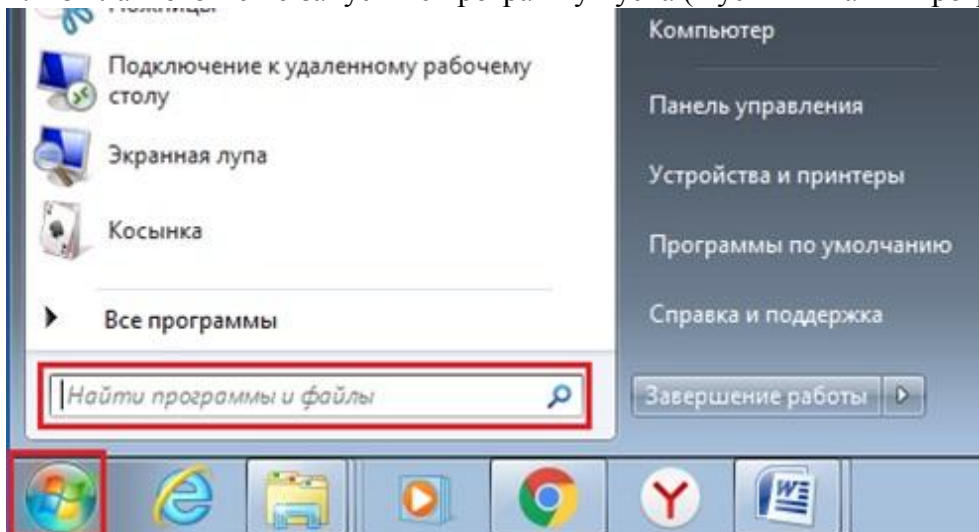 Подключение к удаленному рабочему
столу
Экранная лупа
Косынка
Все программы
Найти программы и файлы
Компьютер
Панель управления
Устройства и принтеры
Программы по умолчанию
Справка и поддержка
Завершение работы